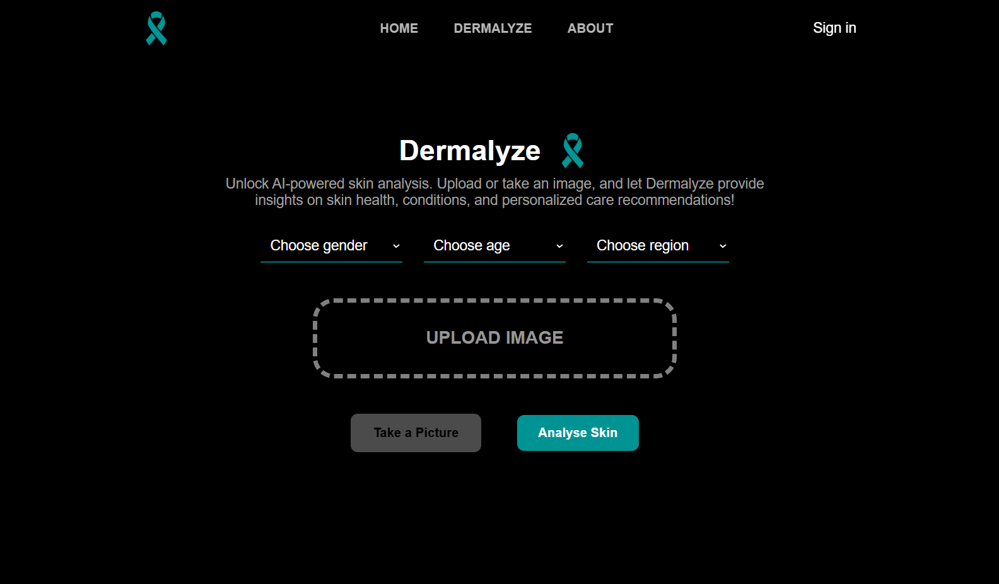 HOME DERMALYZE ABOUT Sign in
Dermalyze
Unlock AI-powered skin analysis. Upload or take an image, and let Dermalyze provide
insights on skin health, conditions, and personalized care recommendations!
Choose gender Choose age Choose region
UPLOAD IMAGE
Take a Picture Analyse Skin